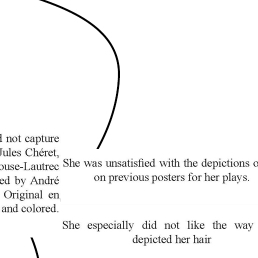 d not capture
Jules Chéret,
ouse-Lautrec
ed by André
Original en
and colored.
She was unsatisfied with the depictions o
on previous posters for her plays.
She especially did not like the way
depicted her hair